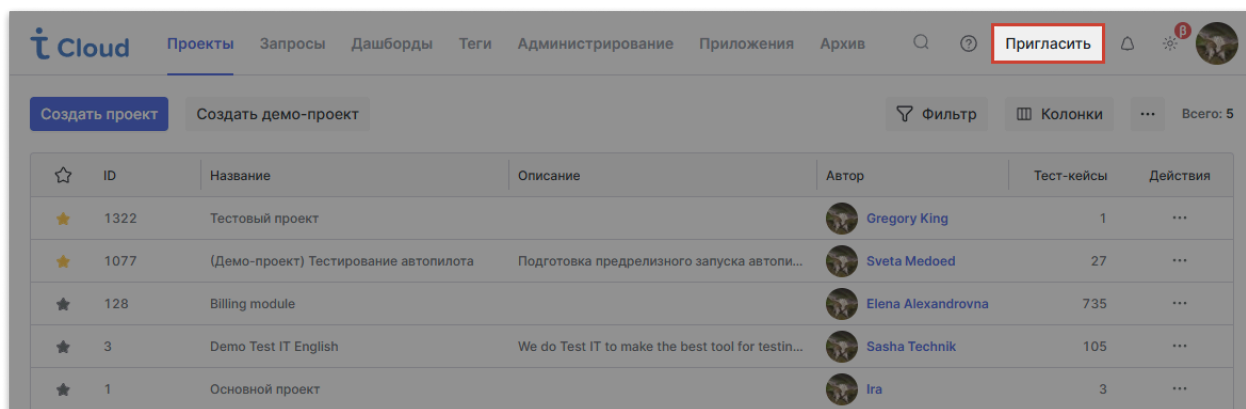 Cloud Проекты Запросы Дашборды Теги Администрирование Приложения Архив Пригласить β
Создать проект Создать демо-проект Фильтр Колонки ... Всего: 5
ID Название Описание Автор Тест-кейсы Действия
1322 Тестовый проект Gregory King 1 ...
1077 (Демо-проект) Тестирование автопилота Подготовка предрелизного запуска автопи... Sveta Medoed 27 ...
128 Billing module Elena Alexandrovna 735 ...
3 Demo Test IT English We do Test IT to make the best tool for testin... Sasha Technik 105 ...
1 Основной проект Ira 3 ...